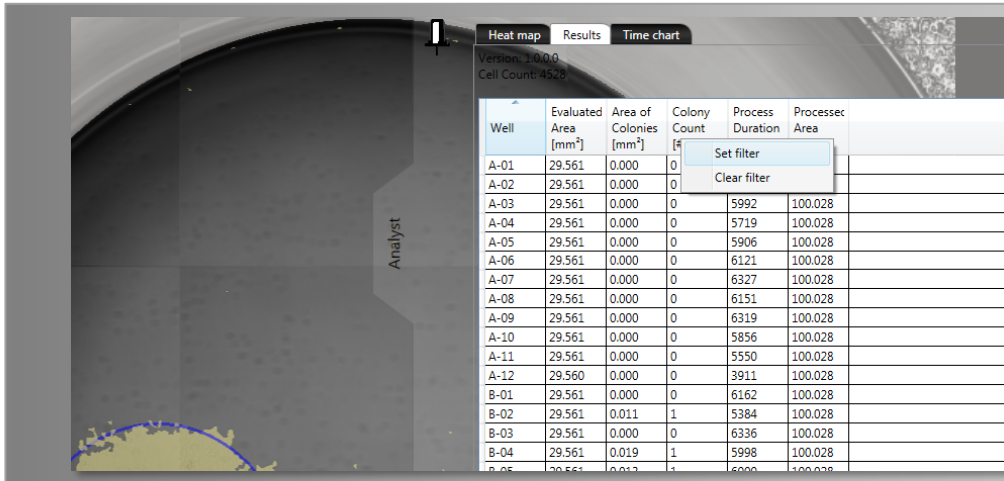 Heat map Results Time chart
Version: 1.0.0.0
Cell Count: 4528
Analyst
Well Evaluated Area [mm²] Area of Colonies [mm²] Colony Count Process Duration Processed Area
Set filter
Clear filter
A-01 29.561 0.000 0
A-02 29.561 0.000 0
A-03 29.561 0.000 0 5992 100.028
A-04 29.561 0.000 0 5719 100.028
A-05 29.561 0.000 0 5906 100.028
A-06 29.561 0.000 0 6121 100.028
A-07 29.561 0.000 0 6327 100.028
A-08 29.561 0.000 0 6151 100.028
A-09 29.561 0.000 0 6319 100.028
A-10 29.561 0.000 0 5856 100.028
A-11 29.561 0.000 0 5550 100.028
A-12 29.560 0.000 0 3911 100.028
B-01 29.561 0.000 0 6162 100.028
B-02 29.561 0.011 1 5384 100.028
B-03 29.561 0.000 0 6336 100.028
B-04 29.561 0.019 1 5998 100.028